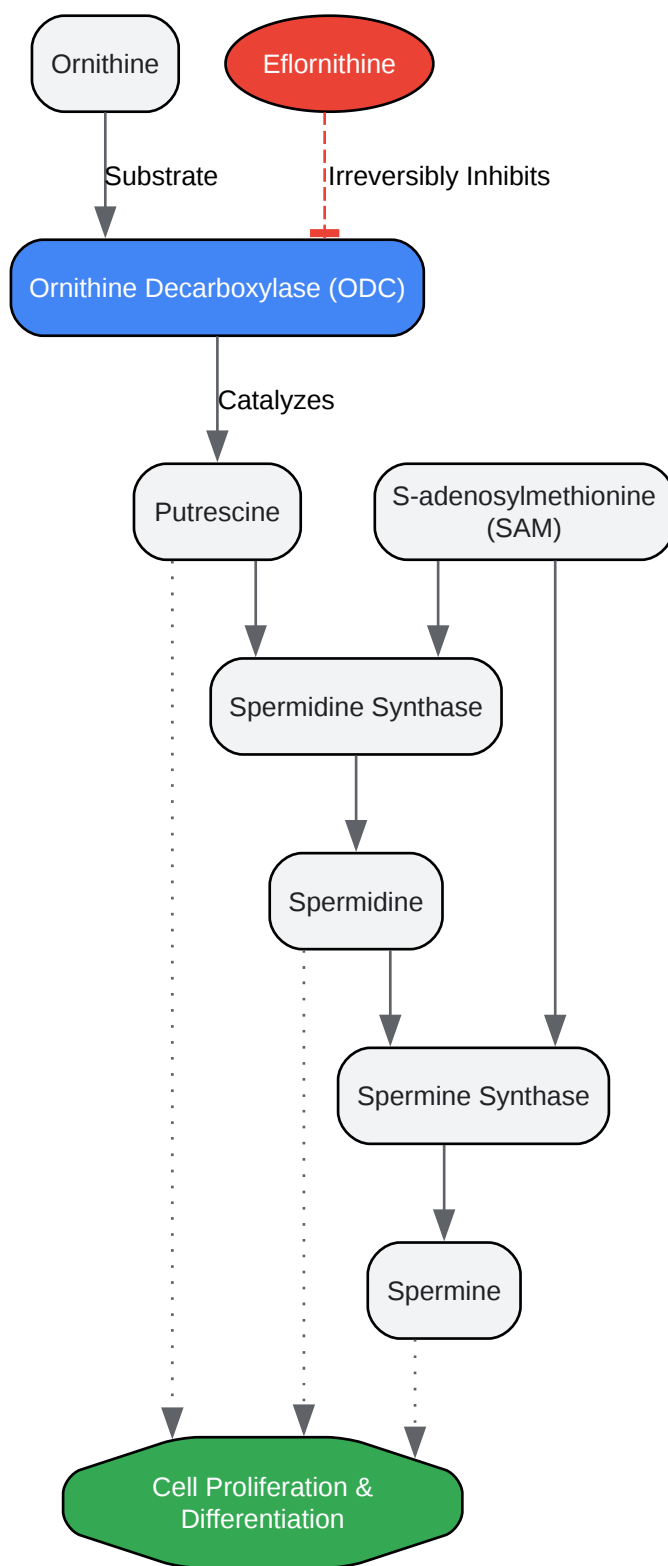 Ornithine
Eflornithine
Substrate
Irreversibly Inhibits
Ornithine Decarboxylase (ODC)
Catalyzes
Putrescine
S-adenosylmethionine
(SAM)
Spermidine Synthase
Spermidine
Spermine Synthase
Spermine
Cell Proliferation &
Differentiation